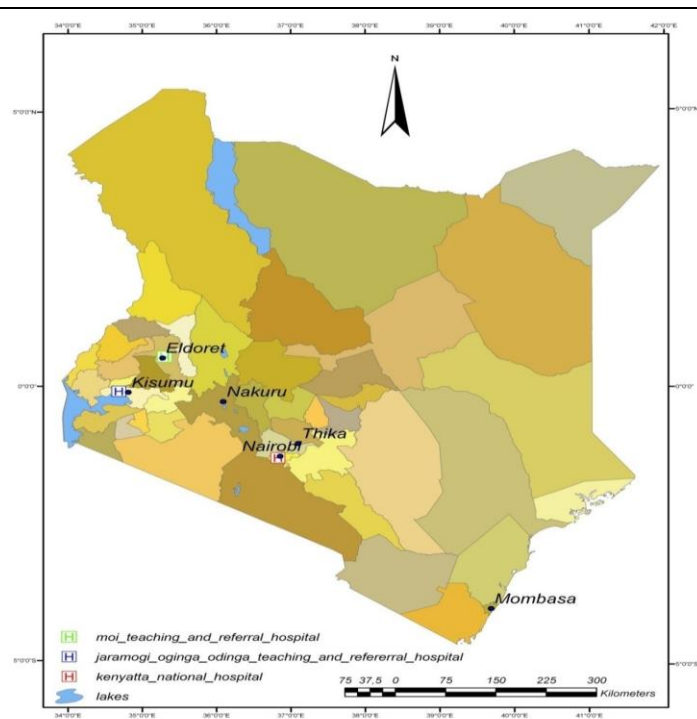 34°0'0"E 35°0'0"E 36°0'0"E 37°0'0"E 38°0'0"E 39°0'0"E 40°0'0"E 41°0'0"E 42°0'0"E
N
5°0'0"N 5°0'0"N
Eldoret
0°0'0" Kisumu 0°0'0"
Nakuru
Thika
Nairobi
Mombasa
moi_teaching_and_referral_hospital
jaramogi_oginga_odinga_teaching_and_refererral_hospital
kenyatta_national_hospital
lakes
75 37.5 0 75 150 225 300
Kilometers
5°0'0"S 5°0'0"S
34°0'0"E 35°0'0"E 36°0'0"E 37°0'0"E 38°0'0"E 39°0'0"E 40°0'0"E 41°0'0"E 42°0'0"E
H
H
H
H
H